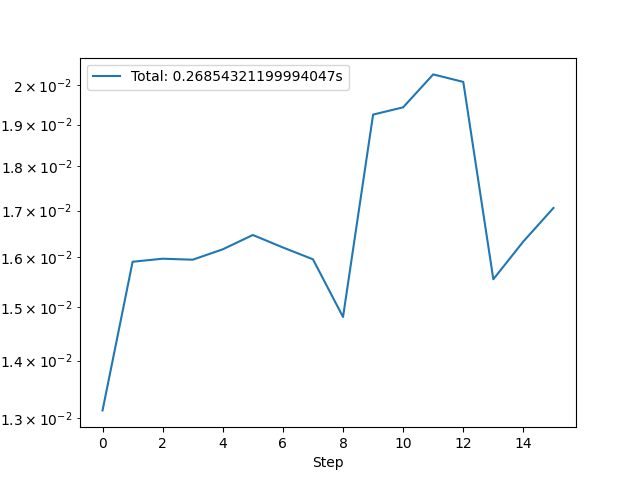 Total: 0.26854321199994047s
2 × 10⁻²
1.9 × 10⁻²
1.8 × 10⁻²
1.7 × 10⁻²
1.6 × 10⁻²
1.5 × 10⁻²
1.4 × 10⁻²
1.3 × 10⁻²
0 2 4 6 8 10 12 14
Step